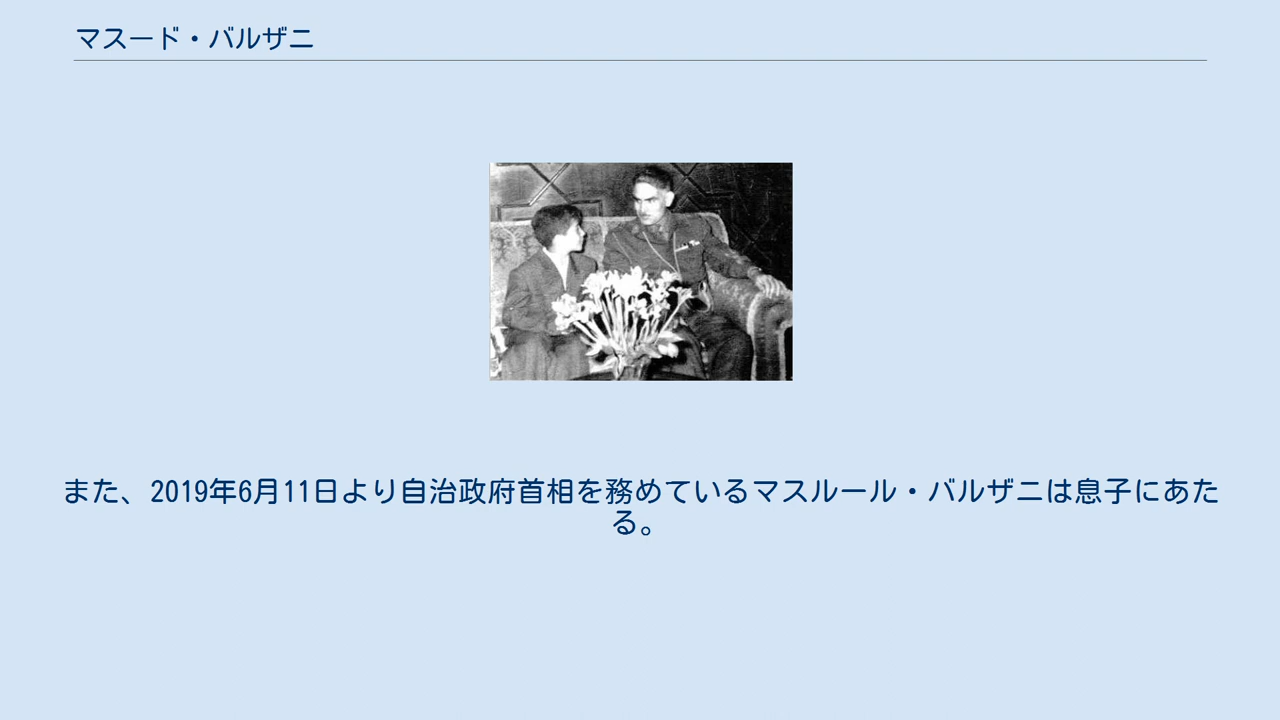 マスード・バルザニ
また、2019年6月11日より自治政府首相を務めているマスルール・バルザニは息子にあた
る。